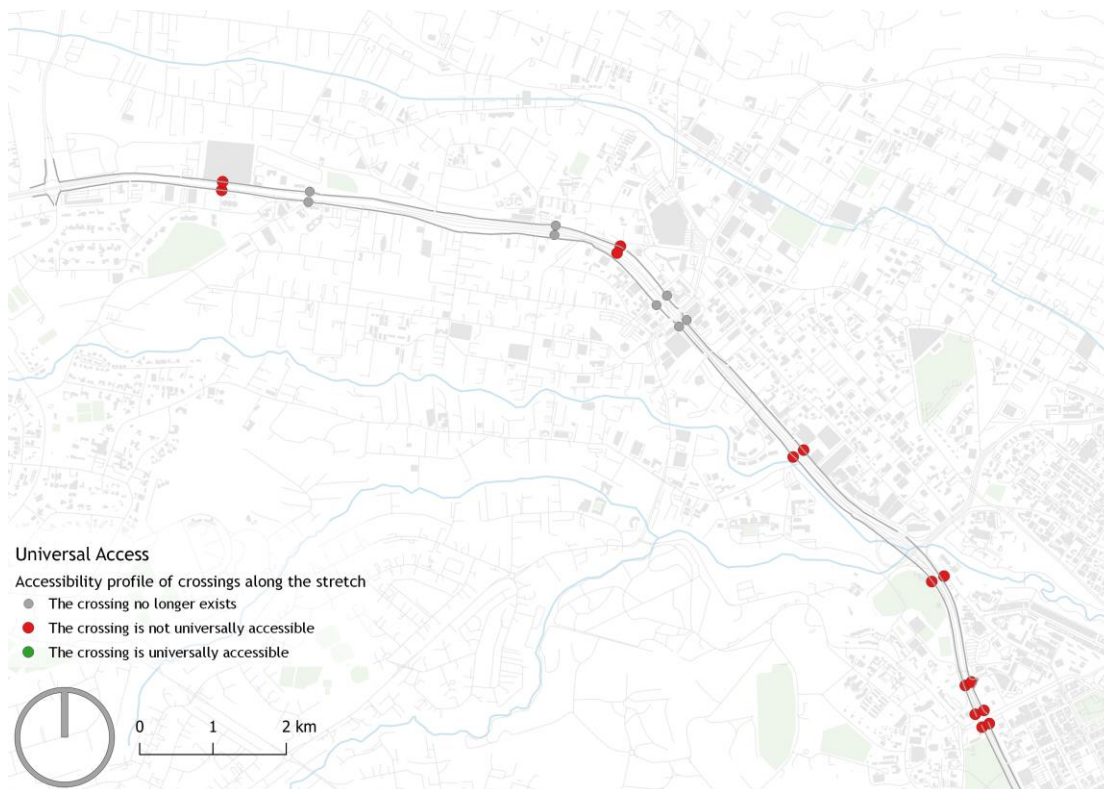 Universal Access
Accessibility profile of crossings along the stretch
The crossing no longer exists
The crossing is not universally accessible
The crossing is universally accessible
0 1 2 km